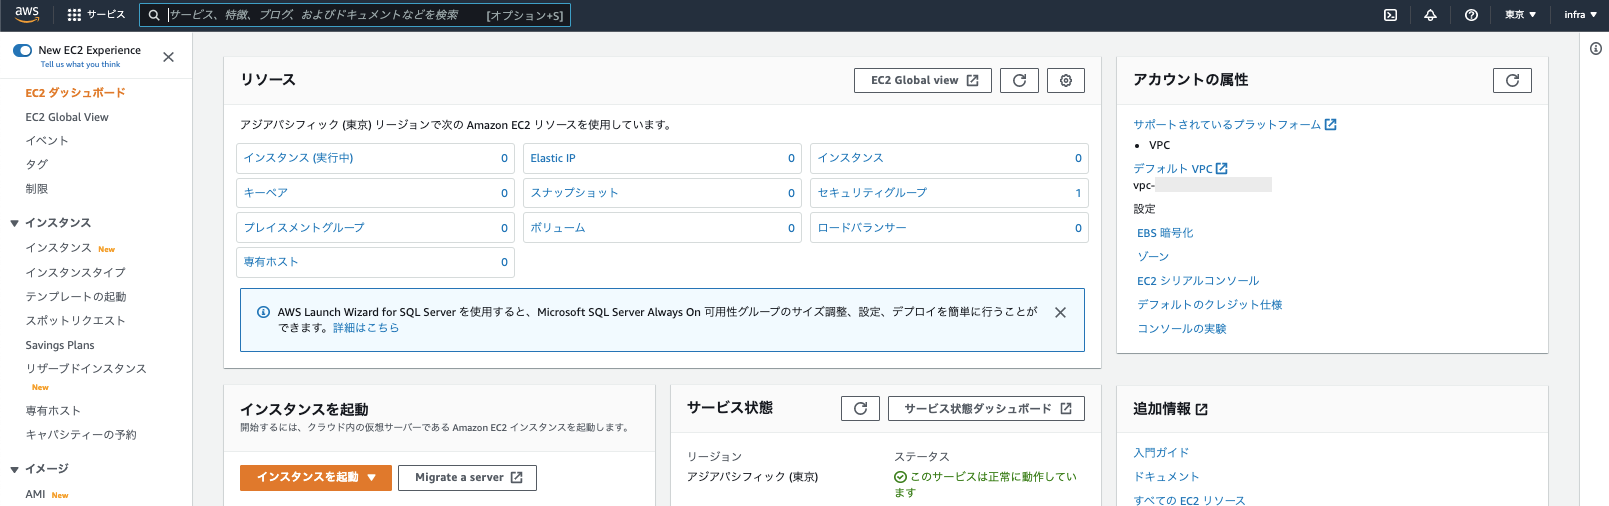 aws
サービス
サービス、特徴、ブログ、およびドキュメントなどを検索
[オプション+S]
東京
infra
New EC2 Experience
Tell us what you think
EC2 ダッシュボード
EC2 Global View
イベント
タグ
制限
インスタンス
インスタンス New
インスタンスタイプ
テンプレートの起動
スポットリクエスト
Savings Plans
リザーブドインスタンス
New
専有ホスト
キャパシティーの予約
イメージ
AMI New
リソース
EC2 Global view
アジアパシフィック (東京) リージョンで次の Amazon EC2 リソースを使用しています。
インスタンス (実行中) 0
Elastic IP 0
インスタンス 0
キーペア 0
スナップショット 0
セキュリティグループ 1
プレイスメントグループ 0
ボリューム 0
ロードバランサー 0
専有ホスト 0
AWS Launch Wizard for SQL Server を使用すると、Microsoft SQL Server Always On 可用性グループのサイズ調整、設定、デプロイを簡単に行うことが
できます。詳細はこちら
インスタンスを起動
開始するには、クラウド内の仮想サーバーである Amazon EC2 インスタンスを起動します。
インスタンスを起動
Migrate a server
サービス状態
サービス状態ダッシュボード
リージョン
アジアパシフィック (東京)
ステータス
このサービスは正常に動作してい
ます
アカウントの属性
サポートされているプラットフォーム
• VPC
デフォルト VPC
vpc-
設定
EBS 暗号化
ゾーン
EC2 シリアルコンソール
デフォルトのクレジット仕様
コンソールの実験
追加情報
入門ガイド
ドキュメント
すべての EC2 リソース